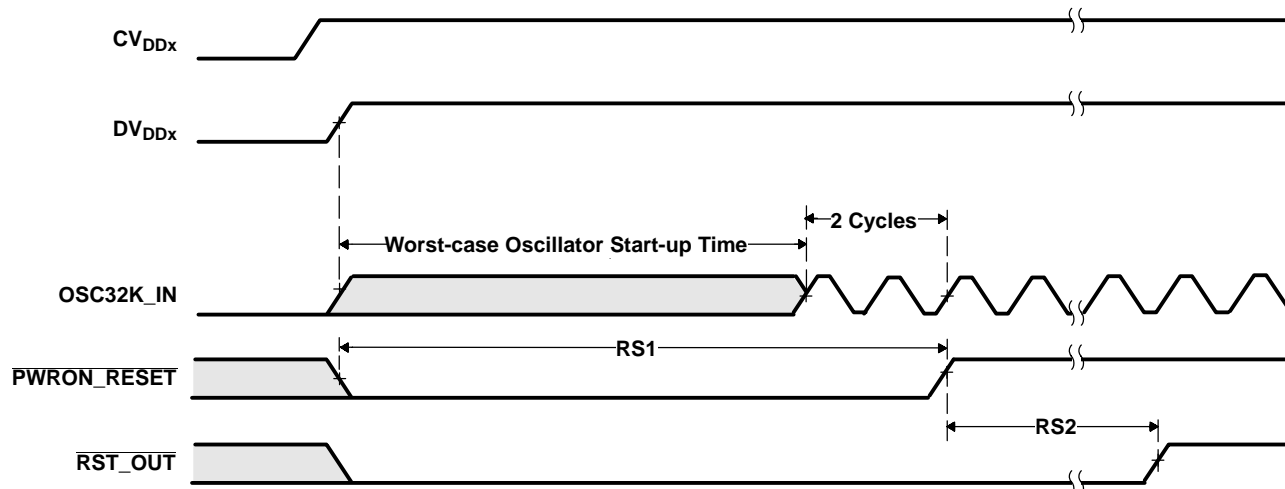 CVDDx
DVDDx
2 Cycles
Worst-case Oscillator Start-up Time
OSC32K_IN
RS1
PWRON_RESET
RS2
RST_OUT